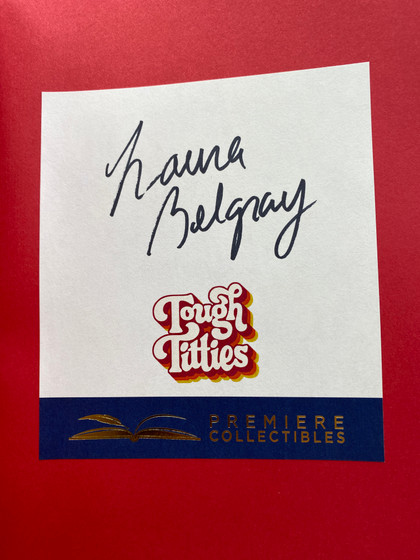 Laura
Belgray
Tough
Titties
PREMIERE
COLLECTIBLES